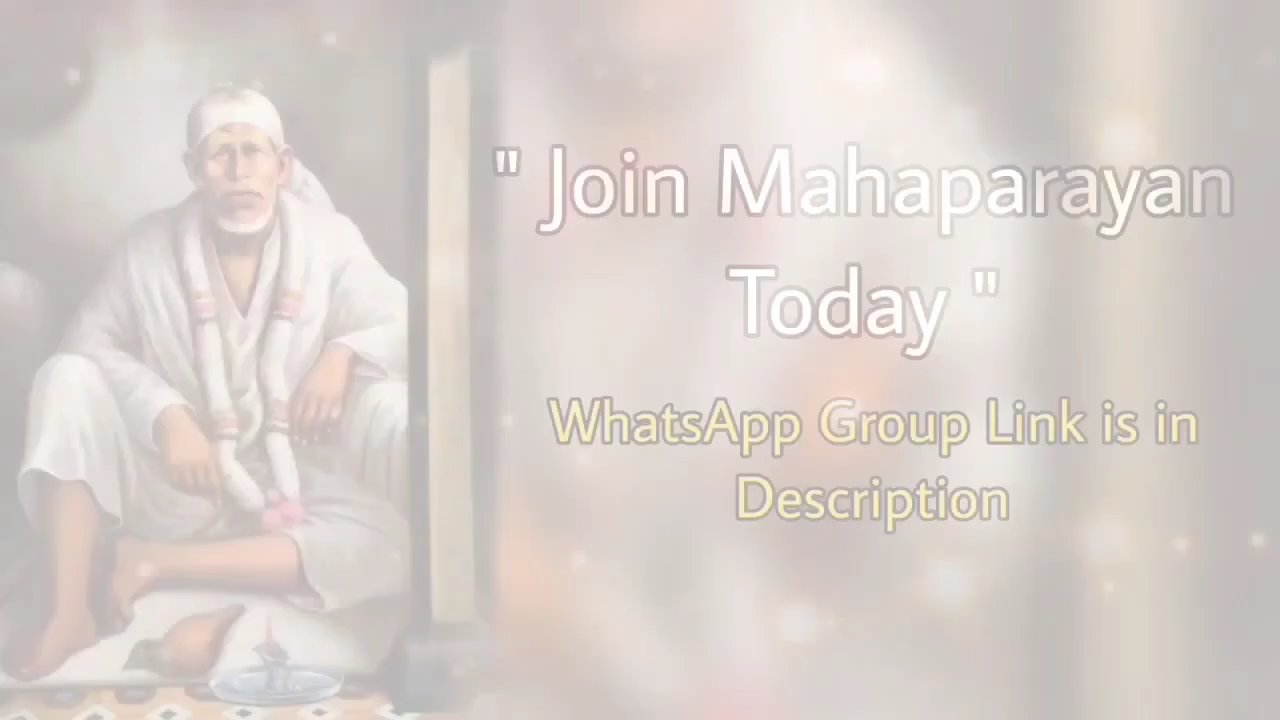 " Join Mahaparayan
Today "
WhatsApp Group Link is in
Description